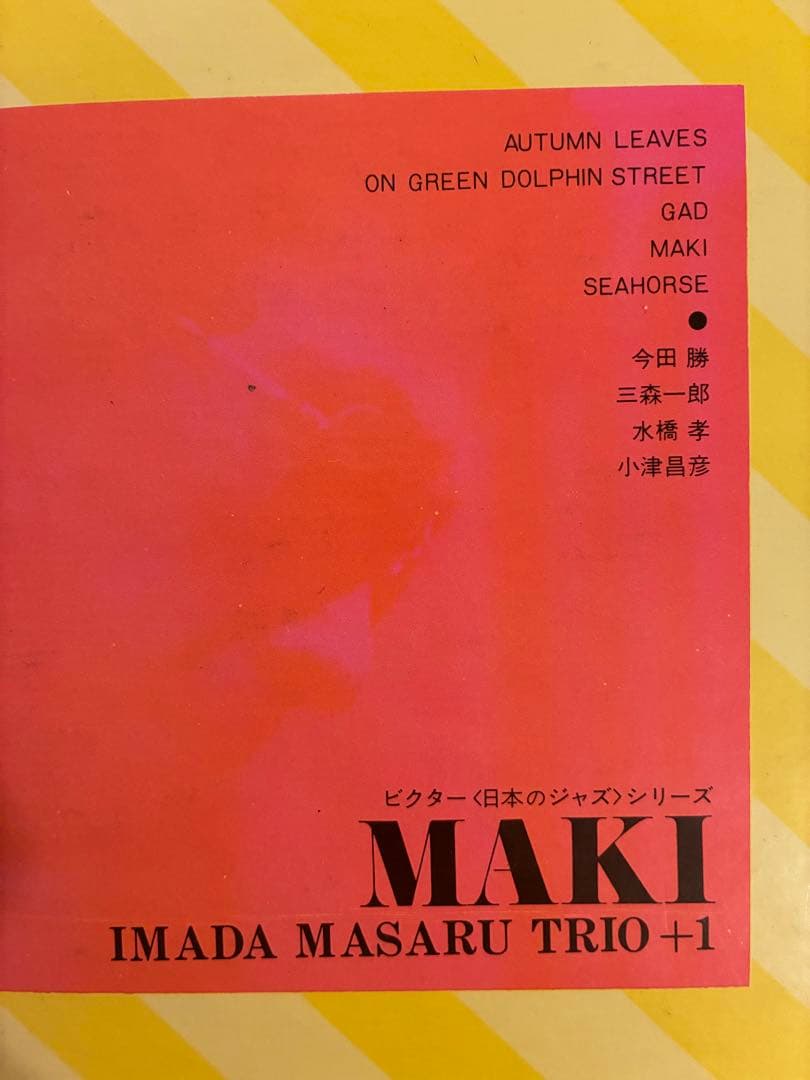 AUTUMN LEAVES
ON GREEN DOLPHIN STREET
GAD
MAKI
SEAHORSE
●
今田 勝
三森一郎
水橋 孝
小津昌彦
ビクター〈日本のジャズ〉シリーズ
MAKI
IMADA MASARU TRIO+1